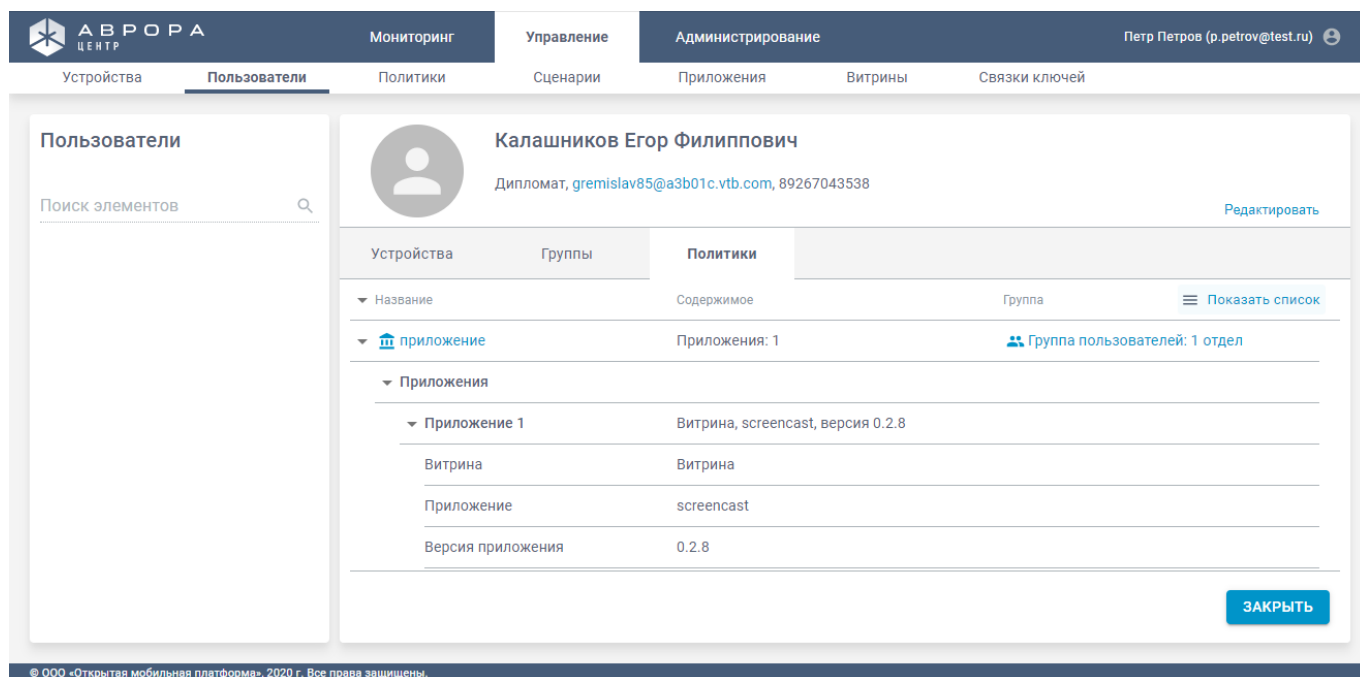 АВРОРА
ЦЕНТР
Мониторинг Управление Администрирование Петр Петров (p.petrov@test.ru)
Устройства Пользователи Политики Сценарии Приложения Витрины Связки ключей
Пользователи
Поиск элементов
Калашников Егор Филиппович
Дипломат, gremislav85@a3b01c.vtb.com, 89267043538
Редактировать
Устройства Группы Политики
Название Содержимое Группа Показать список
приложение Приложения: 1 Группа пользователей: 1 отдел
Приложения
Приложение 1 Витрина, screencast, версия 0.2.8
Витрина Витрина
Приложение screencast
Версия приложения 0.2.8
ЗАКРЫТЬ
© ООО «Открытая мобильная платформа», 2020 г. Все права защищены.